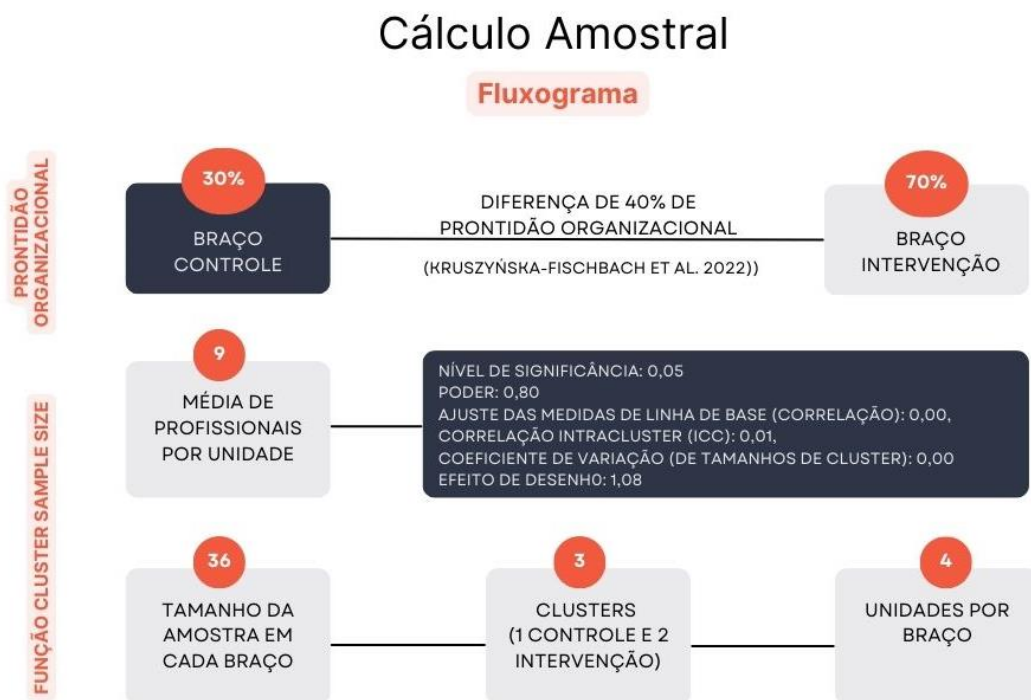 Cálculo Amostral
Fluxograma
PRONTIDÃO
ORGANIZACIONAL
30%
BRAÇO
CONTROLE
DIFERENÇA DE 40% DE
PRONTIDÃO ORGANIZACIONAL
(KRUSZYŃSKA-FISCHBACH ET AL. 2022))
70%
BRAÇO
INTERVENÇÃO
FUNÇÃO CLUSTER SAMPLE SIZE
9
MÉDIA DE
PROFISSIONAIS
POR UNIDADE
NÍVEL DE SIGNIFICÂNCIA: 0,05
PODER: 0,80
AJUSTE DAS MEDIDAS DE LINHA DE BASE (CORRELAÇÃO): 0,00,
CORRELAÇÃO INTRACLUSTER (ICC): 0,01,
COEFICIENTE DE VARIAÇÃO (DE TAMANHOS DE CLUSTER): 0,00
EFEITO DE DESENH0: 1,08
36
TAMANHO DA
AMOSTRA EM
CADA BRAÇO
3
CLUSTERS
(1 CONTROLE E 2
INTERVENÇÃO)
4
UNIDADES POR
BRAÇO